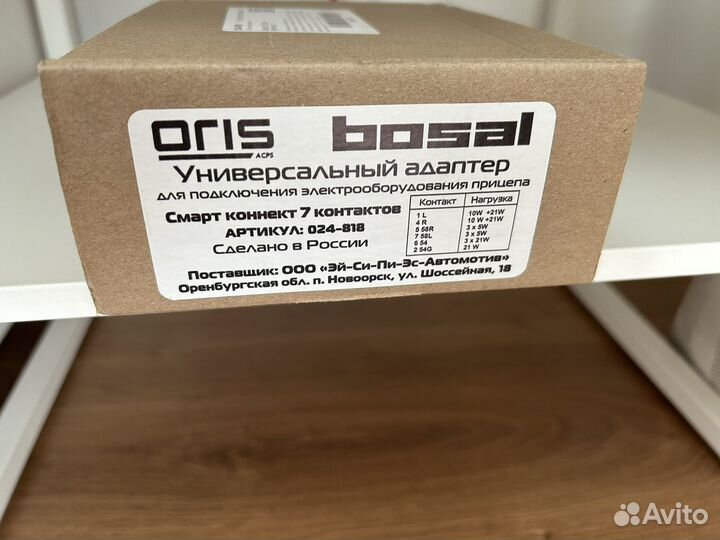 oris
ACPS
bosal
Универсальный адаптер
для подключения электрооборудования прицепа
Смарт коннект 7 контактов
АРТИКУЛ: 024-818
Сделано в России
Контакт Нагрузка
1 L 10W +21W
4 R 10 W +21W
5 58R 3 x 5W
7 58L 3 x 5W
6 54 3 x 21W
2 54G 21 W
Поставщик: ООО «Эй-Си-Пи-Эс-Автомотив»
Оренбургская обл. п. Новоорск, ул. Шоссейная, 18
Avito